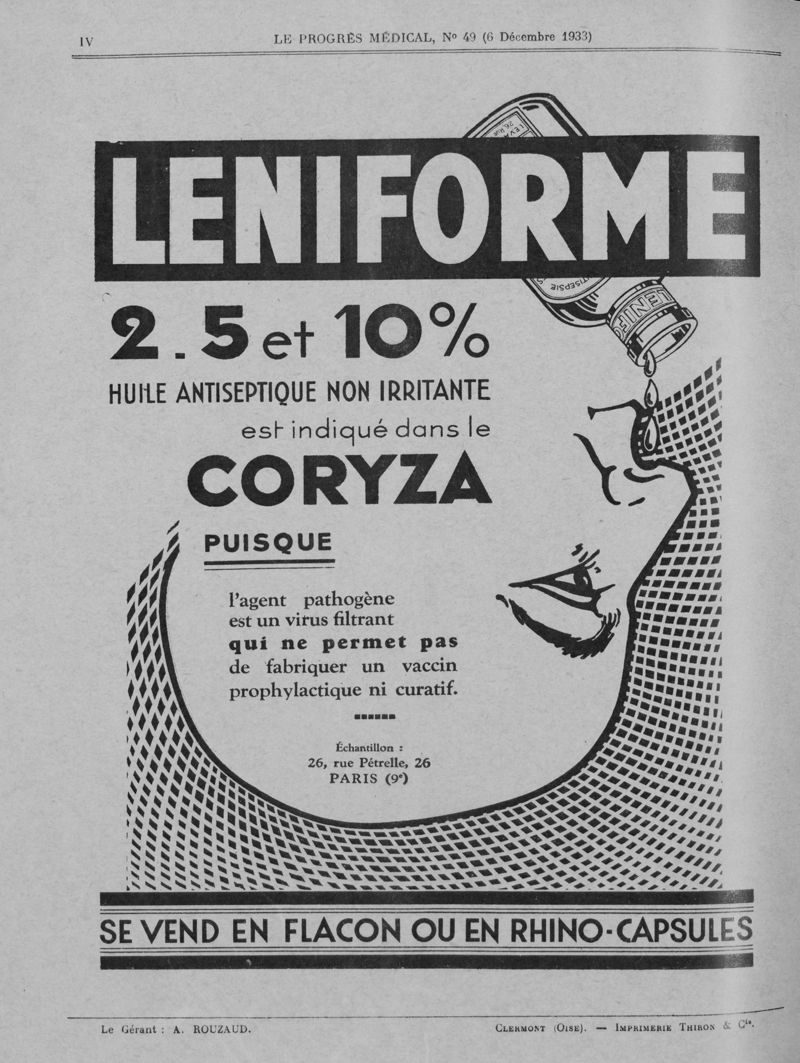 IV
LE PROGRÈS MÉDICAL, N° 49 (6 Décembre 1933)
LENIFORME
2.5 et 10%
HUILE ANTISEPTIQUE NON IRRITANTE
est indiqué dans le
CORYZA
PUISQUE
l'agent pathogène
est un virus filtrant
qui ne permet pas
de fabriquer un vaccin
prophylactique ni curatif.
Échantillon :
26, rue Pétrelle, 26
PARIS (9e)
SE VEND EN FLACON OU EN RHINO-CAPSULES
Le Gérant : A. ROUZAUD.
CLERMONT (OISE). — IMPRIMERIE THIRON & Cie.